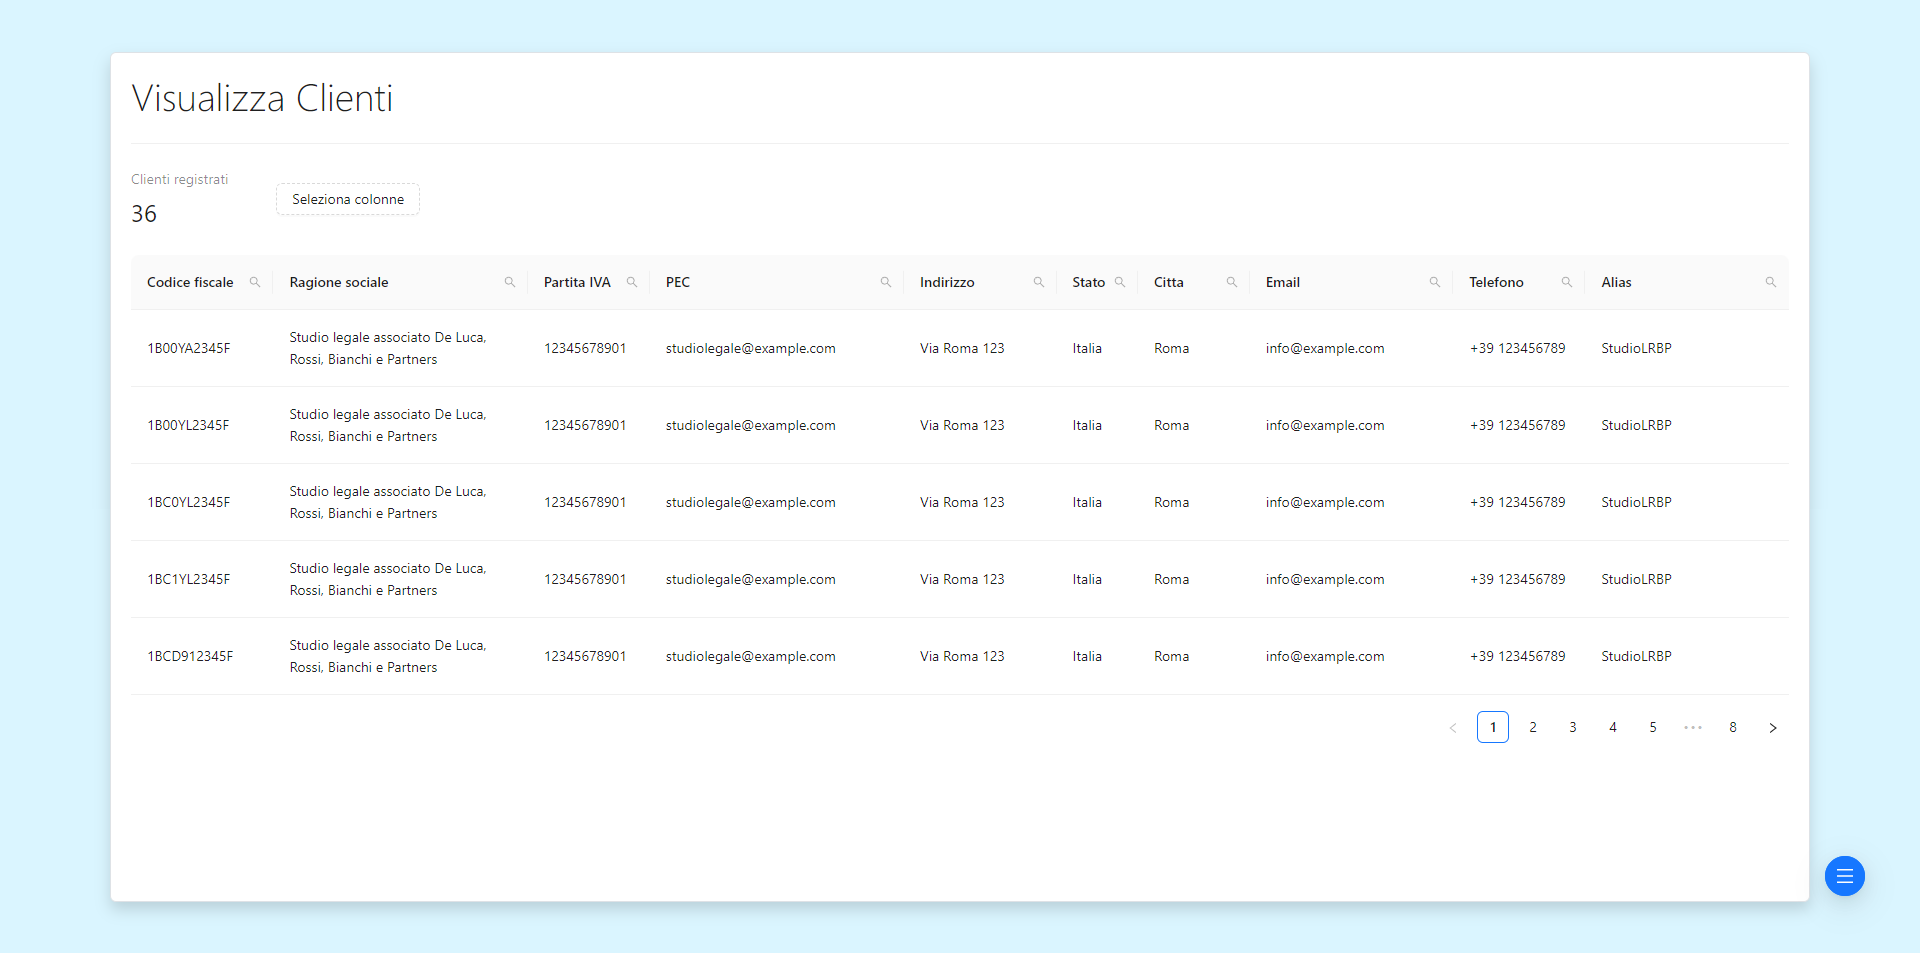 Visualizza Clienti
Clienti registrati
36
Seleziona colonne
Codice fiscale Ragione sociale Partita IVA PEC Indirizzo Stato Citta Email Telefono Alias
1B00YA2345F Studio legale associato De Luca, Rossi, Bianchi e Partners 12345678901 studiolegale@example.com Via Roma 123 Italia Roma info@example.com +39 123456789 StudioLRBP
1B00YL2345F Studio legale associato De Luca, Rossi, Bianchi e Partners 12345678901 studiolegale@example.com Via Roma 123 Italia Roma info@example.com +39 123456789 StudioLRBP
1BC0YL2345F Studio legale associato De Luca, Rossi, Bianchi e Partners 12345678901 studiolegale@example.com Via Roma 123 Italia Roma info@example.com +39 123456789 StudioLRBP
1BC1YL2345F Studio legale associato De Luca, Rossi, Bianchi e Partners 12345678901 studiolegale@example.com Via Roma 123 Italia Roma info@example.com +39 123456789 StudioLRBP
1BCD912345F Studio legale associato De Luca, Rossi, Bianchi e Partners 12345678901 studiolegale@example.com Via Roma 123 Italia Roma info@example.com +39 123456789 StudioLRBP
< 1 2 3 4 5 ••• 8 >